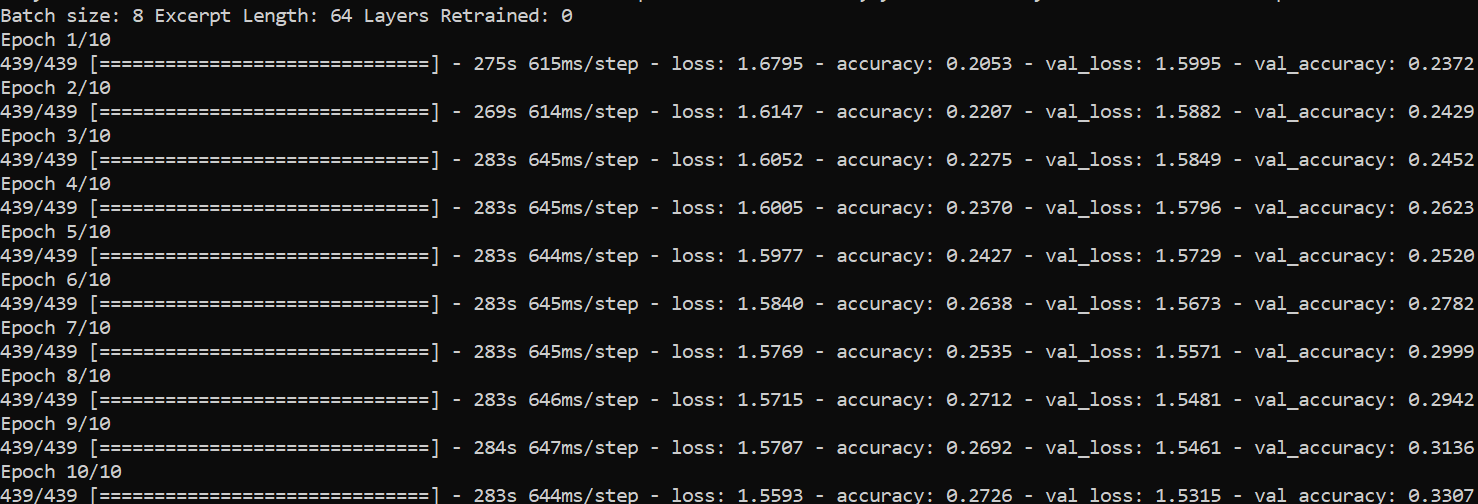 Batch size: 8 Excerpt Length: 64 Layers Retrained: 0
Epoch 1/10
439/439 [==============================] - 275s 615ms/step - loss: 1.6795 - accuracy: 0.2053 - val_loss: 1.5995 - val_accuracy: 0.2372
Epoch 2/10
439/439 [==============================] - 269s 614ms/step - loss: 1.6147 - accuracy: 0.2207 - val_loss: 1.5882 - val_accuracy: 0.2429
Epoch 3/10
439/439 [==============================] - 283s 645ms/step - loss: 1.6052 - accuracy: 0.2275 - val_loss: 1.5849 - val_accuracy: 0.2452
Epoch 4/10
439/439 [==============================] - 283s 645ms/step - loss: 1.6005 - accuracy: 0.2370 - val_loss: 1.5796 - val_accuracy: 0.2623
Epoch 5/10
439/439 [==============================] - 283s 644ms/step - loss: 1.5977 - accuracy: 0.2427 - val_loss: 1.5729 - val_accuracy: 0.2520
Epoch 6/10
439/439 [==============================] - 283s 645ms/step - loss: 1.5840 - accuracy: 0.2638 - val_loss: 1.5673 - val_accuracy: 0.2782
Epoch 7/10
439/439 [==============================] - 283s 645ms/step - loss: 1.5769 - accuracy: 0.2535 - val_loss: 1.5571 - val_accuracy: 0.2999
Epoch 8/10
439/439 [==============================] - 283s 646ms/step - loss: 1.5715 - accuracy: 0.2712 - val_loss: 1.5481 - val_accuracy: 0.2942
Epoch 9/10
439/439 [==============================] - 284s 647ms/step - loss: 1.5707 - accuracy: 0.2692 - val_loss: 1.5461 - val_accuracy: 0.3136
Epoch 10/10
439/439 [==============================] - 283s 644ms/step - loss: 1.5593 - accuracy: 0.2726 - val_loss: 1.5315 - val_accuracy: 0.3307